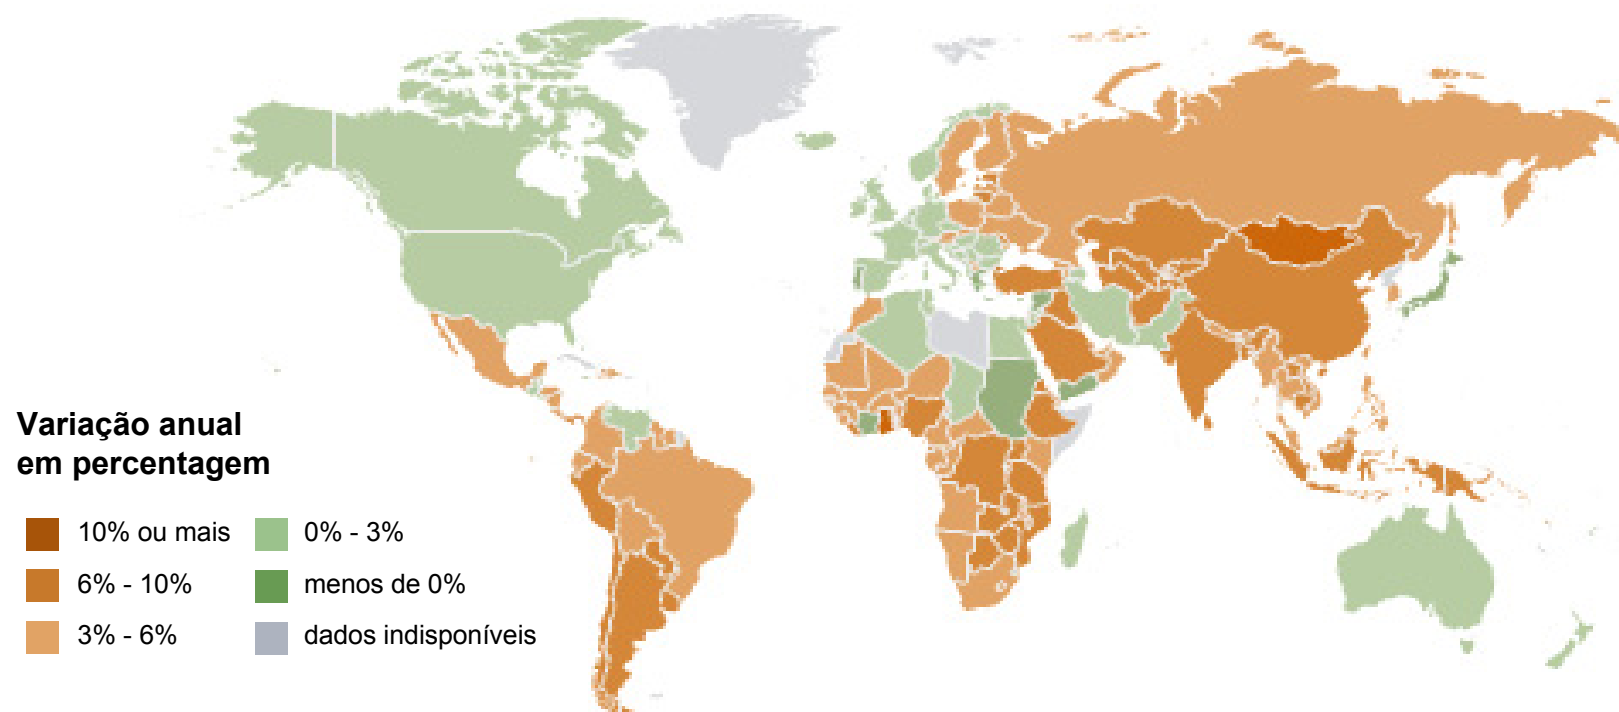 Variação anual
em percentagem
10% ou mais
6% - 10%
3% - 6%
0% - 3%
menos de 0%
dados indisponíveis